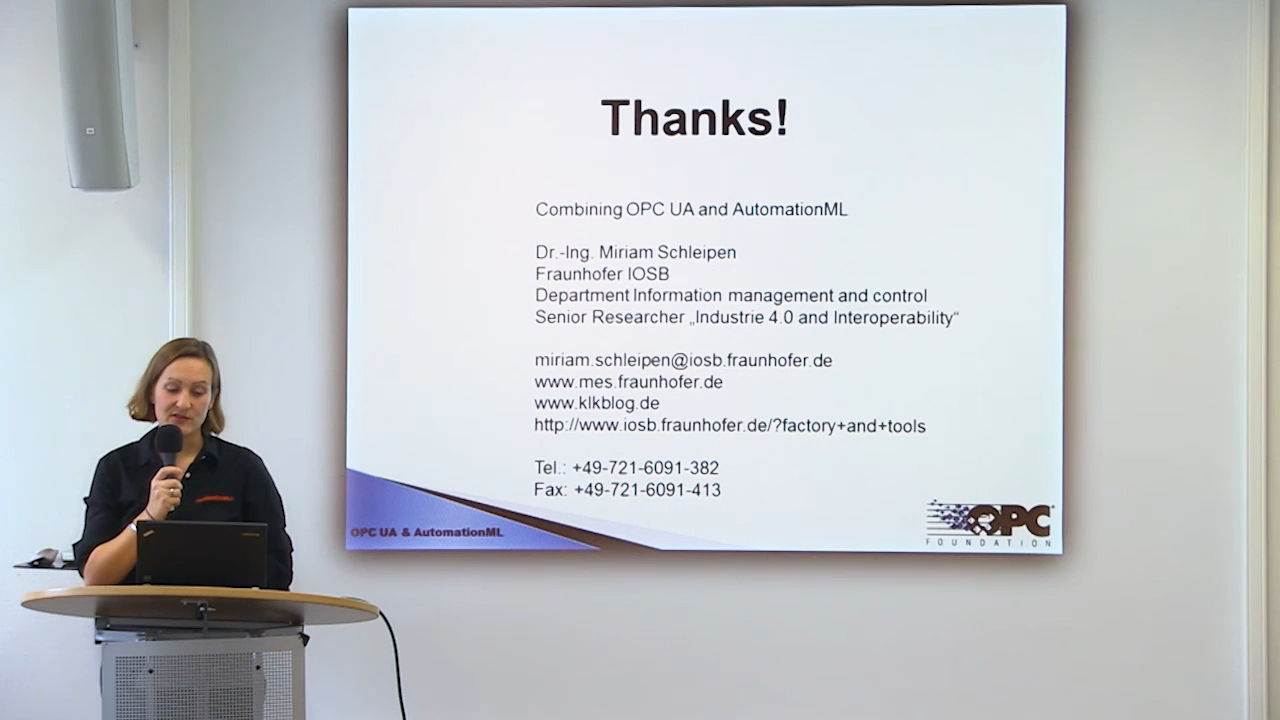 Thanks!
Combining OPC UA and AutomationML
Dr.-Ing. Miriam Schleipen
Fraunhofer IOSB
Department Information management and control
Senior Researcher „Industrie 4.0 and Interoperability“
miriam.schleipen@iosb.fraunhofer.de
www.mes.fraunhofer.de
www.klkblog.de
http://www.iosb.fraunhofer.de/?factory+and+tools
Tel.: +49-721-6091-382
Fax: +49-721-6091-413
OPC UA & AutomationML
OPC
FOUNDATION